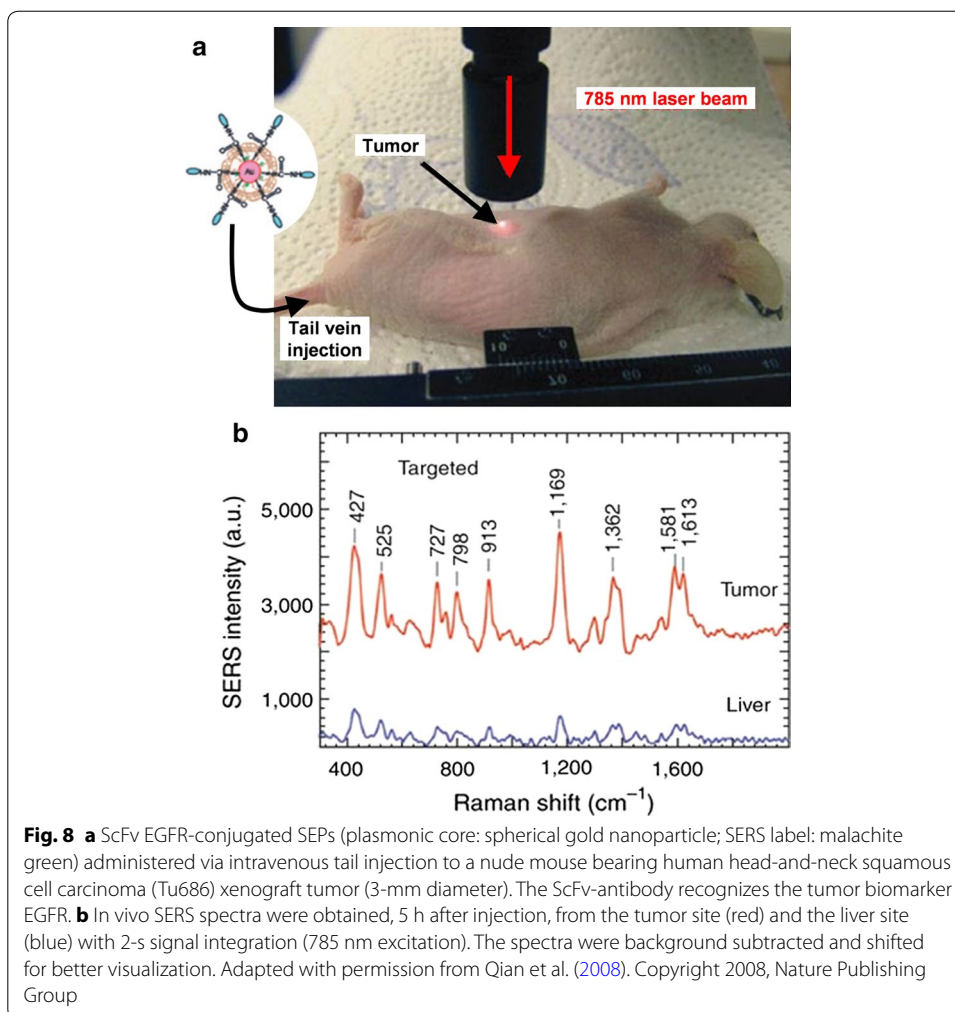 a
785 nm laser beam
Tumor
Au
Tail vein
injection
10
0
70
60
50
40
b
Targeted
427
525
727
798
913
1,169
1,362
1,581
1,613
Tumor
Liver
5,000
3,000
1,000
SERS intensity (a.u.)
400
800
1,200
1,600
Raman shift (cm⁻¹)
Fig. 8 a ScFv EGFR-conjugated SEPs (plasmonic core: spherical gold nanoparticle; SERS label: malachite
green) administered via intravenous tail injection to a nude mouse bearing human head-and-neck squamous
cell carcinoma (Tu686) xenograft tumor (3-mm diameter). The ScFv-antibody recognizes the tumor biomarker
EGFR. b In vivo SERS spectra were obtained, 5 h after injection, from the tumor site (red) and the liver site
(blue) with 2-s signal integration (785 nm excitation). The spectra were background subtracted and shifted
for better visualization. Adapted with permission from Qian et al. (2008). Copyright 2008, Nature Publishing
Group